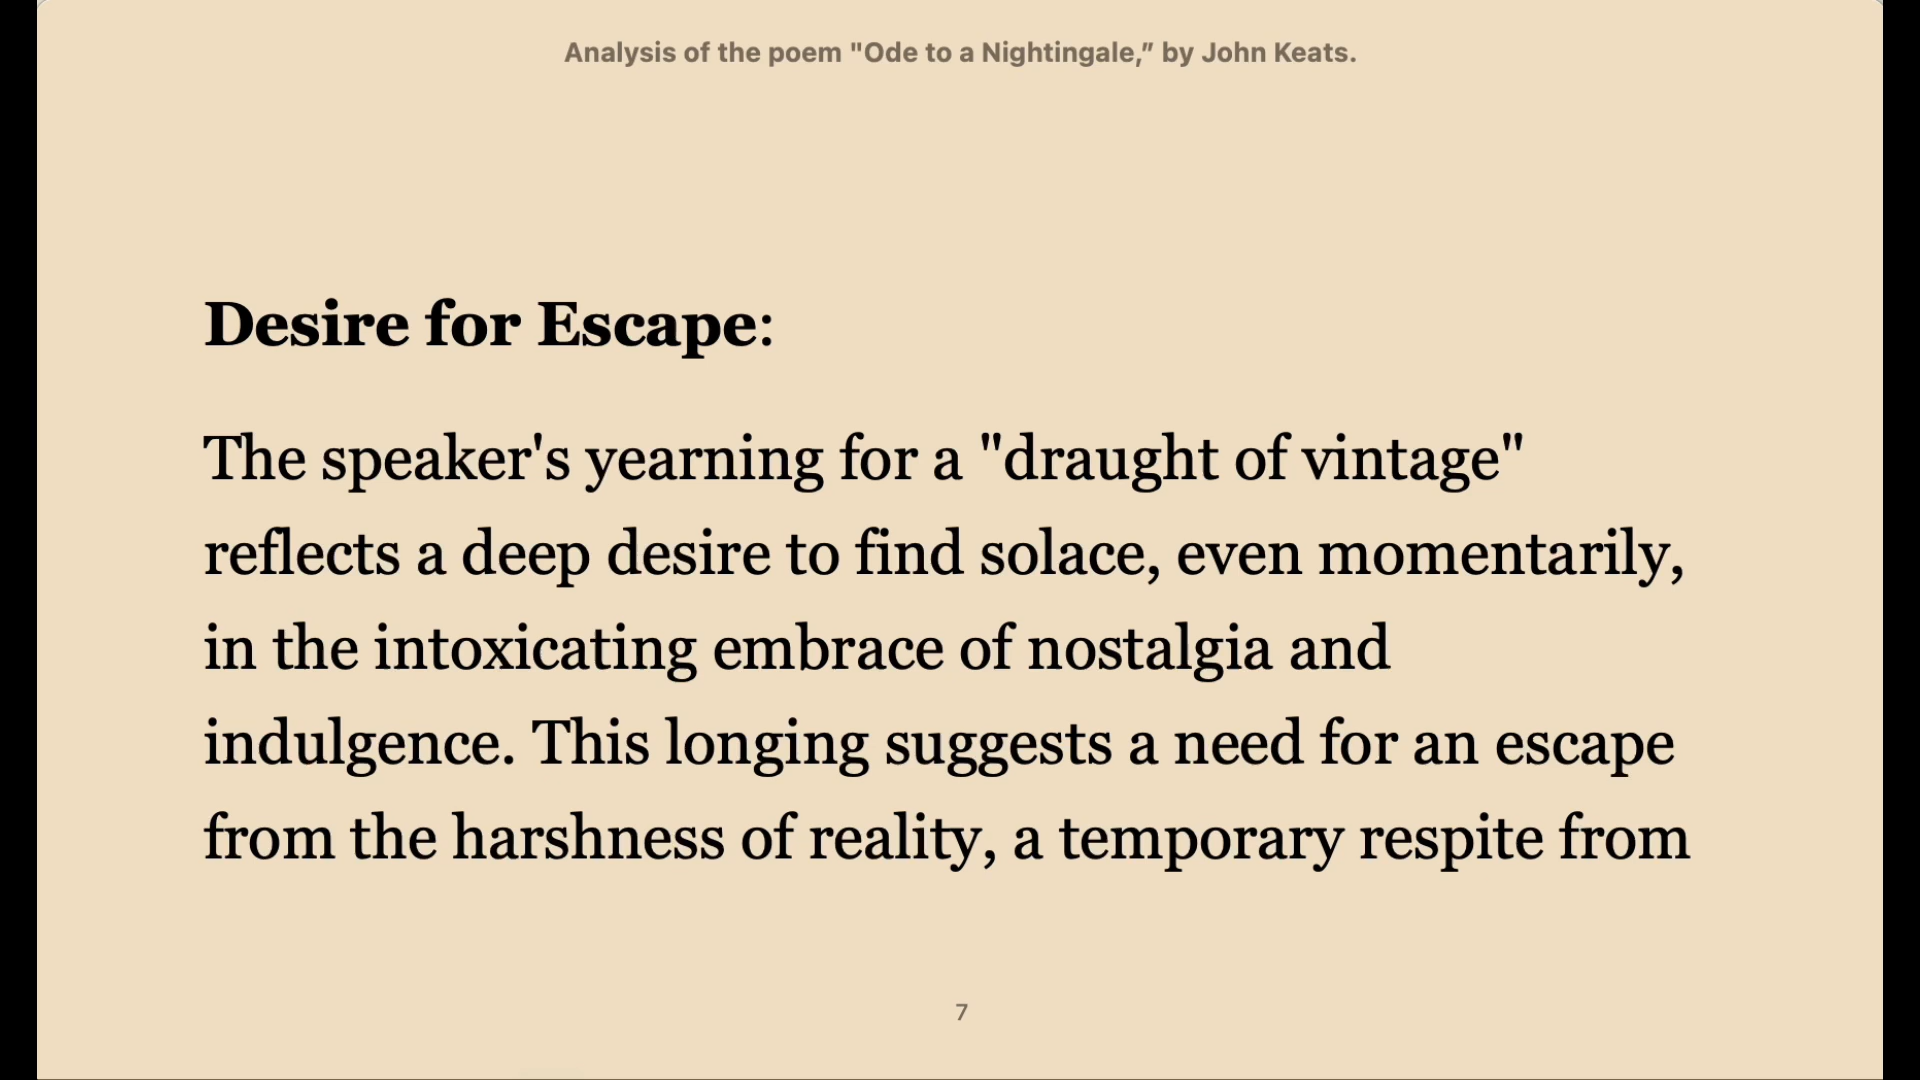 Analysis of the poem "Ode to a Nightingale,” by John Keats.
Desire for Escape:
The speaker's yearning for a "draught of vintage"
reflects a deep desire to find solace, even momentarily,
in the intoxicating embrace of nostalgia and
indulgence. This longing suggests a need for an escape
from the harshness of reality, a temporary respite from
7